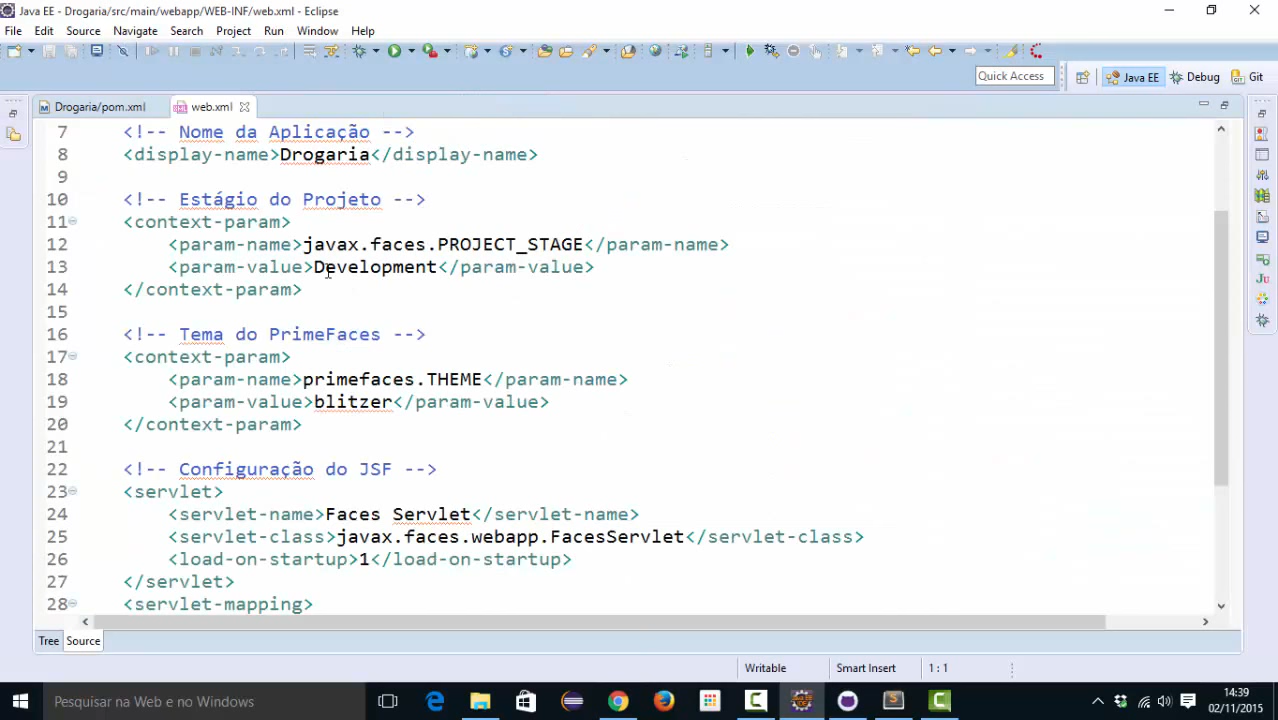 Java EE - Drogaria/src/main/webapp/WEB-INF/web.xml - Eclipse
File Edit Source Navigate Search Project Run Window Help
Quick Access Java EE Debug Git
Drogaria/pom.xml web.xml
7 <!-- Nome da Aplicação -->
8 <display-name>Drogaria</display-name>
9
10 <!-- Estágio do Projeto -->
11 <context-param>
12 <param-name>javax.faces.PROJECT_STAGE</param-name>
13 <param-value>Development</param-value>
14 </context-param>
15
16 <!-- Tema do PrimeFaces -->
17 <context-param>
18 <param-name>primefaces.THEME</param-name>
19 <param-value>blitzer</param-value>
20 </context-param>
21
22 <!-- Configuração do JSF -->
23 <servlet>
24 <servlet-name>Faces Servlet</servlet-name>
25 <servlet-class>javax.faces.webapp.FacesServlet</servlet-class>
26 <load-on-startup>1</load-on-startup>
27 </servlet>
28 <servlet-mapping>
Tree Source
Writable Smart Insert 1 : 1
Pesquisar na Web e no Windows
14:39
02/11/2015